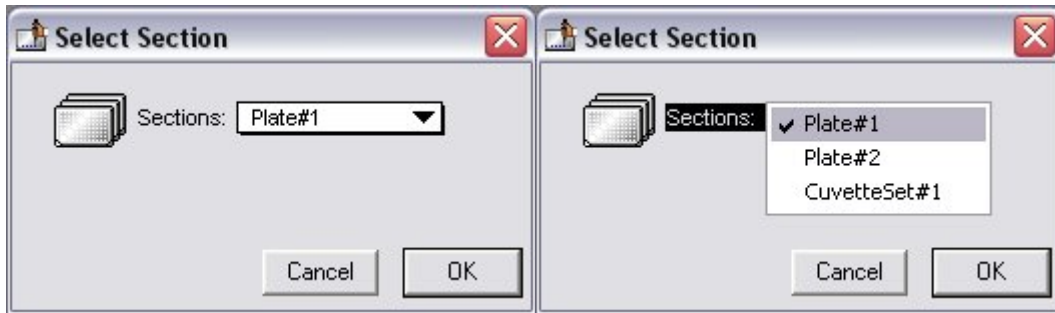 Select Section
Sections: Plate#1
Cancel OK
Select Section
Sections: Plate#1
Plate#2
CuvetteSet#1
Cancel OK